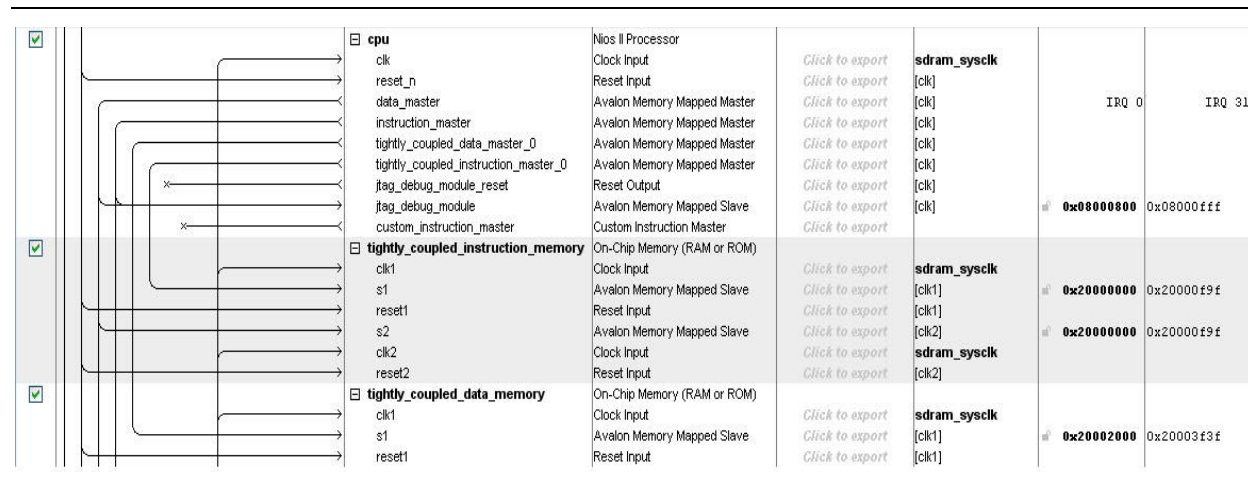 cpu Nios II Processor
clk Clock Input Click to export sdram_sysclk
reset_n Reset Input Click to export [clk]
data_master Avalon Memory Mapped Master Click to export [clk] IRQ 0 IRQ 31
instruction_master Avalon Memory Mapped Master Click to export [clk]
tightly_coupled_data_master_0 Avalon Memory Mapped Master Click to export [clk]
tightly_coupled_instruction_master_0 Avalon Memory Mapped Master Click to export [clk]
jtag_debug_module_reset Reset Output Click to export [clk]
jtag_debug_module Avalon Memory Mapped Slave Click to export [clk] 0x08000800 0x08000fff
custom_instruction_master Custom Instruction Master Click to export
tightly_coupled_instruction_memory On-Chip Memory (RAM or ROM)
clk1 Clock Input Click to export sdram_sysclk
s1 Avalon Memory Mapped Slave Click to export [clk1] 0x20000000 0x20000f9f
reset1 Reset Input Click to export [clk1]
s2 Avalon Memory Mapped Slave Click to export [clk2] 0x20000000 0x20000f9f
clk2 Clock Input Click to export sdram_sysclk
reset2 Reset Input Click to export [clk2]
tightly_coupled_data_memory On-Chip Memory (RAM or ROM)
clk1 Clock Input Click to export sdram_sysclk
s1 Avalon Memory Mapped Slave Click to export [clk1] 0x20002000 0x20003f3f
reset1 Reset Input Click to export [clk1]